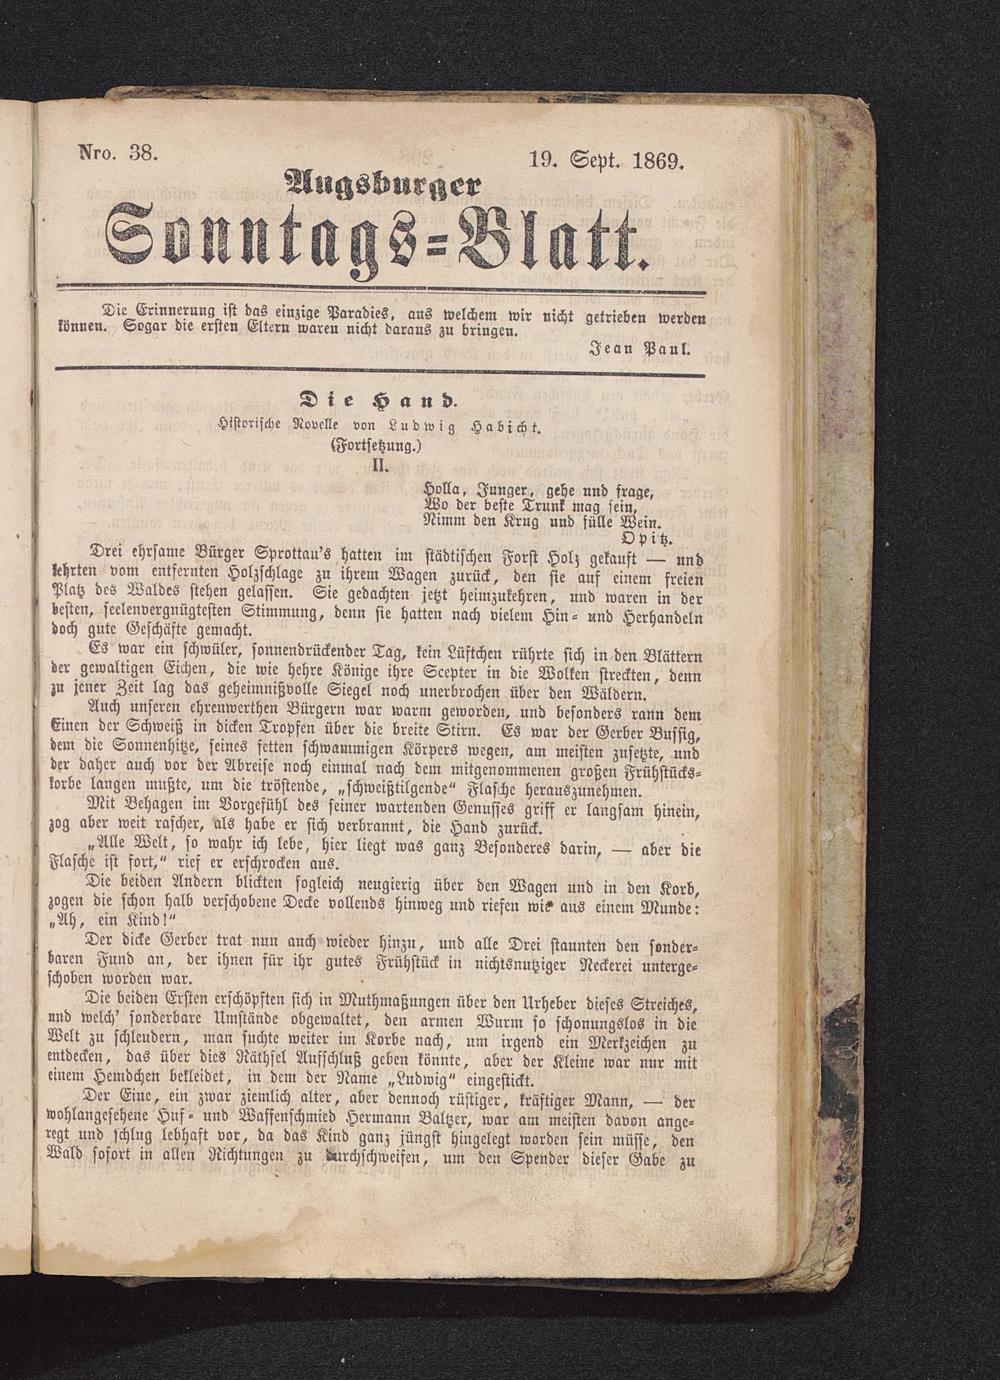 Nro. 38.
19. Sept. 1869.
Augsburger
Sonntags=Blatt.
Die Erinnerung ist das einzige Paradies, aus welchem wir nicht getrieben werden
können. Sogar die ersten Eltern waren nicht daraus zu bringen.
Jean Paul.
Die Hand.
Historische Novelle von Ludwig Habicht.
(Fortsetzung.)
II.
Holla, Junger, gehe und frage,
Wo der beste Trunk mag sein,
Nimm den Krug und fülle Wein.
Opitz.
Drei ehrsame Bürger Sprottau's hatten im städtischen Forst Holz gekauft — und
kehrten vom entfernten Holzschlage zu ihrem Wagen zurück, den sie auf einem freien
Platz des Waldes stehen gelassen. Sie gedachten jetzt heimzukehren, und waren in der
besten, seelenvergnügtesten Stimmung, denn sie hatten nach vielem Hin= und Herhandeln
doch gute Geschäfte gemacht.
Es war ein schwüler, sonnendrückender Tag, kein Lüftchen rührte sich in den Blättern
der gewaltigen Eichen, die wie hehre Könige ihre Scepter in die Wolken streckten, denn
zu jener Zeit lag das geheimnißvolle Siegel noch unerbrochen über den Wäldern.
Auch unseren ehrenwerthen Bürgern war warm geworden, und besonders rann dem
Einen der Schweiß in dicken Tropfen über die breite Stirn. Es war der Gerber Bussig,
dem die Sonnenhitze, seines fetten schwammigen Körpers wegen, am meisten zusetzte, und
der daher auch vor der Abreise noch einmal nach dem mitgenommenen großen Frühstücks=
korbe langen mußte, um die tröstende, „schweißtilgende“ Flasche herauszunehmen.
Mit Behagen im Vorgefühl des seiner wartenden Genusses griff er langsam hinein,
zog aber weit rascher, als habe er sich verbrannt, die Hand zurück.
„Alle Welt, so wahr ich lebe, hier liegt was ganz Besonderes darin, — aber die
Flasche ist fort,“ rief er erschrocken aus.
Die beiden Andern blickten sogleich neugierig über den Wagen und in den Korb,
zogen die schon halb verschobene Decke vollends hinweg und riefen wie aus einem Munde:
„Ah, ein Kind!“
Der dicke Gerber trat nun auch wieder hinzu, und alle Drei staunten den sonder=
baren Fund an, der ihnen für ihr gutes Frühstück in nichtsnutziger Neckerei unterge=
schoben worden war.
Die beiden Ersten erschöpften sich in Muthmaßungen über den Urheber dieses Streiches,
und welch' sonderbare Umstände obgewaltet, den armen Wurm so schonungslos in die
Welt zu schleudern, man suchte weiter im Korbe nach, um irgend ein Merkzeichen zu
entdecken, das über dies Räthsel Aufschluß geben könnte, aber der Kleine war nur mit
einem Hemdchen bekleidet, in dem der Name „Ludwig“ eingestickt.
Der Eine, ein zwar ziemlich alter, aber dennoch rüstiger, kräftiger Mann, — der
wohlangesehene Huf= und Waffenschmied Hermann Baltzer, war am meisten davon ange=
regt und schlug lebhaft vor, da das Kind ganz jüngst hingelegt worden sein müsse, den
Wald sofort in allen Richtungen zu durchschweifen, um den Spender dieser Gabe zu